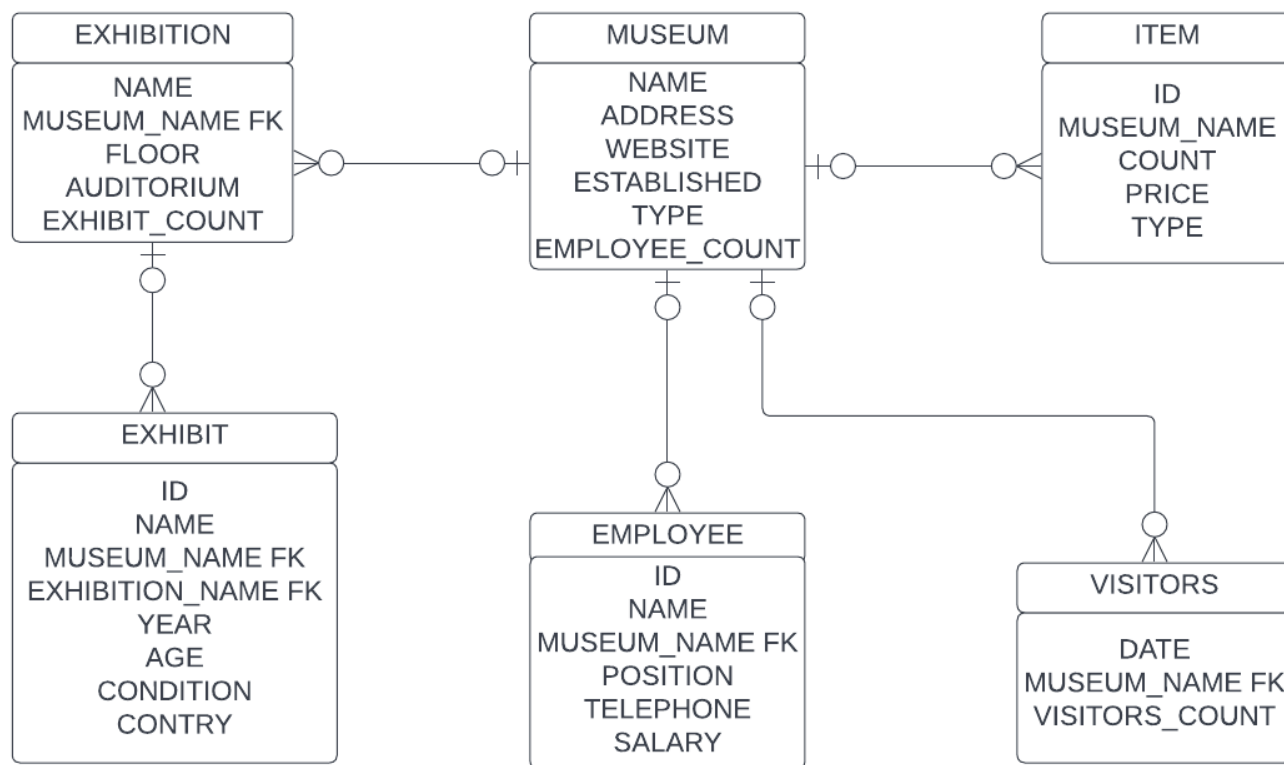 EXHIBITION
NAME
MUSEUM_NAME FK
FLOOR
AUDITORIUM
EXHIBIT_COUNT
MUSEUM
NAME
ADDRESS
WEBSITE
ESTABLISHED
TYPE
EMPLOYEE_COUNT
ITEM
ID
MUSEUM_NAME
COUNT
PRICE
TYPE
EXHIBIT
ID
NAME
MUSEUM_NAME FK
EXHIBITION_NAME FK
YEAR
AGE
CONDITION
CONTRY
EMPLOYEE
ID
NAME
MUSEUM_NAME FK
POSITION
TELEPHONE
SALARY
VISITORS
DATE
MUSEUM_NAME FK
VISITORS_COUNT